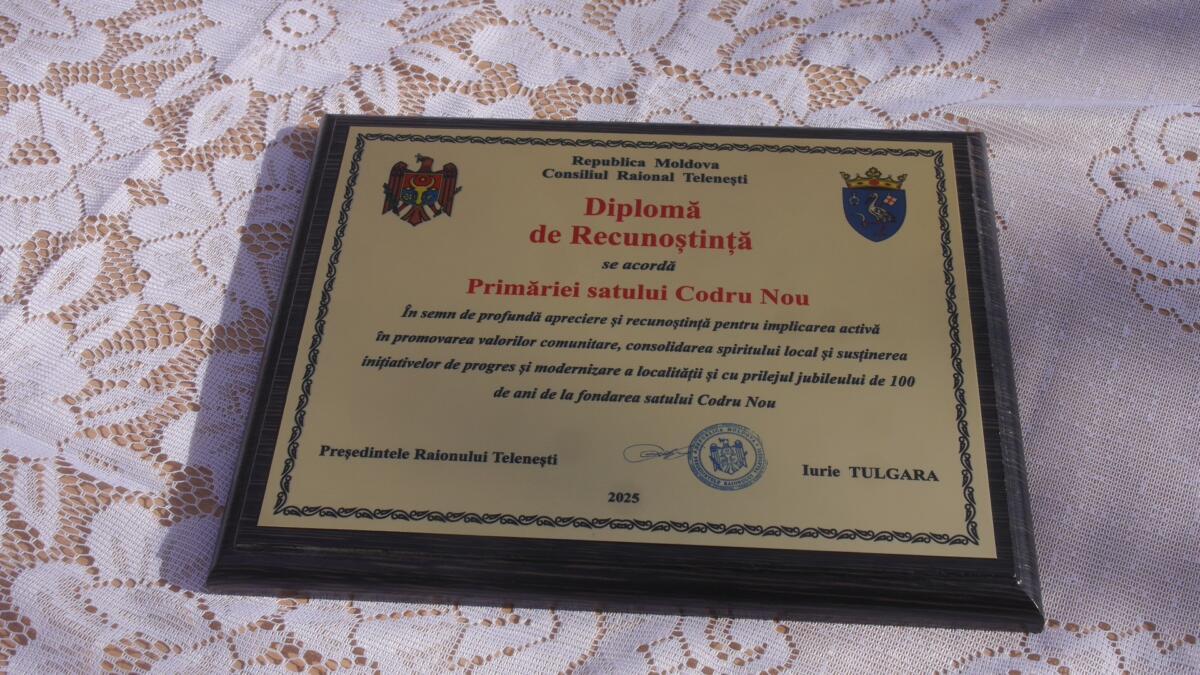 Republica Moldova
Consiliul Raional Telenești
Diplomă
de Recunoștință
se acordă
Primăriei satului Codru Nou
În semn de profundă apreciere și recunoștință pentru implicarea activă
în promovarea valorilor comunitare, consolidarea spiritului local și susținerea
inițiativelor de progres și modernizare a localității și cu prilejul jubileului de 100
de ani de la fondarea satului Codru Nou
Președintele Raionului Telenești
REPUBLICA MOLDOVA
Iurie TULGARA
2025